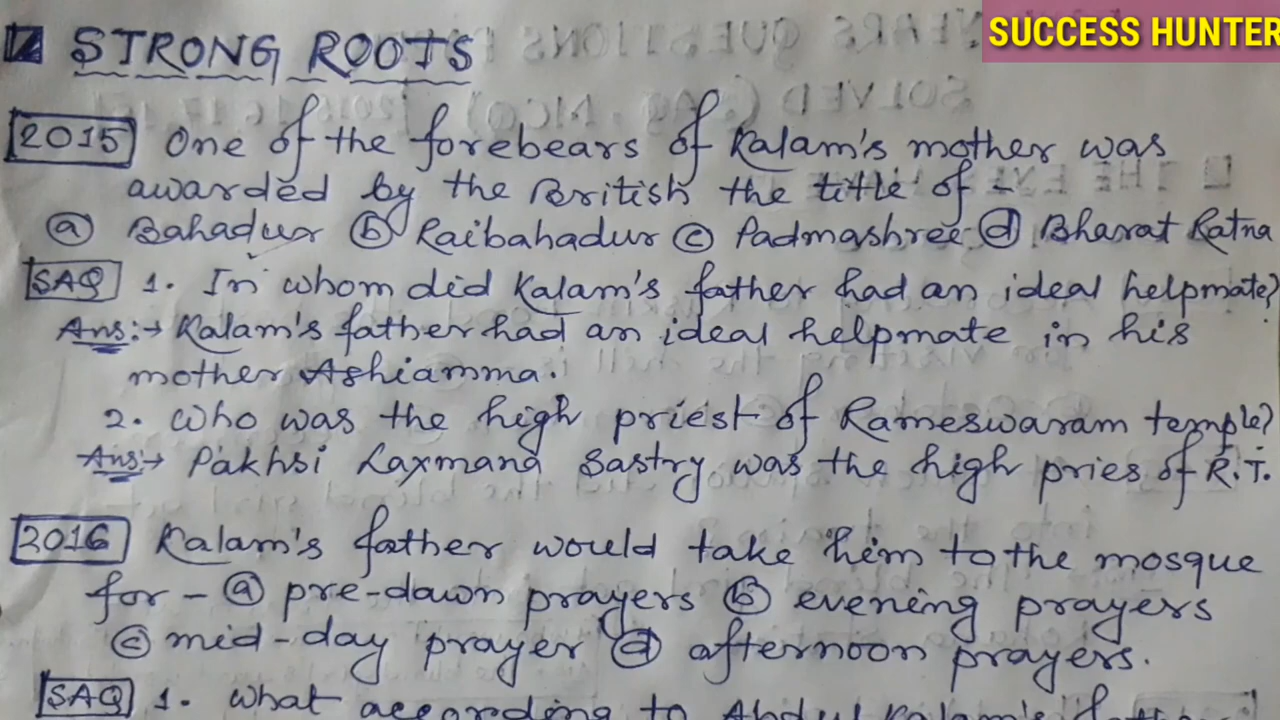 SUCCESS HUNTER
STRONG ROOTS
2015 One of the forebears of Kalam's mother was
awarded by the British the title of -
(a) Bahadur (b) Raibahadur (c) Padmashree (d) Bharat Ratna
SAQ 1. In whom did Kalam's father had an ideal helpmate?
Ans:→ Kalam's father had an ideal helpmate in his
mother Ashiamma.
2. Who was the high priest of Rameswaram temple?
Ans:→ Pakhsi Laxmana Sastry was the high pries of R.T.
2016 Kalam's father would take him to the mosque
for - (a) pre-dawn prayers (b) evening prayers
(c) mid-day prayer (d) afternoon prayers.
SAQ 1. What according to Abdul Kalam's